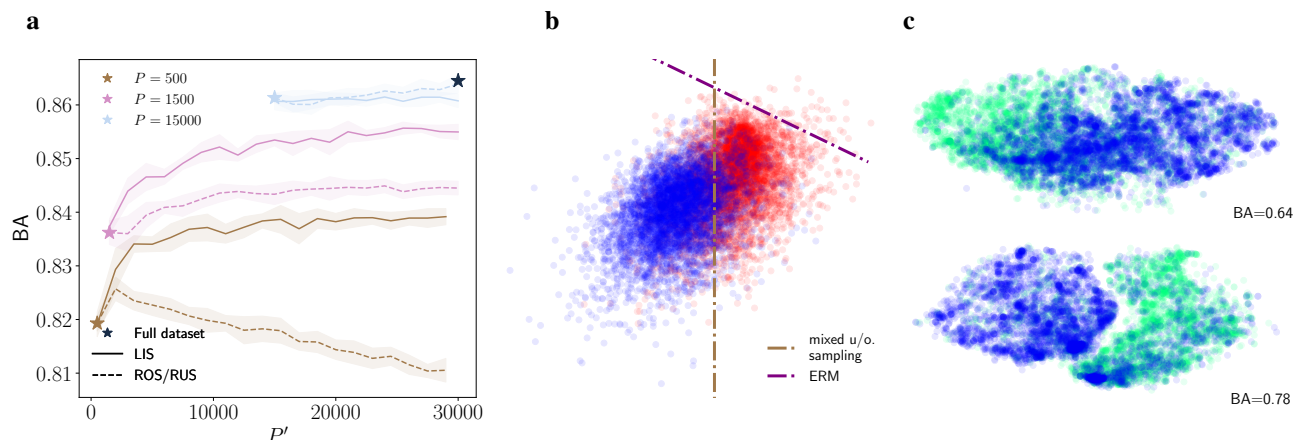 a
BA
0.86
0.85
0.84
0.83
0.82
0.81
P = 500
P = 1500
P = 15000
Full dataset
LIS
ROS/RUS
0
10000
20000
30000
P′
b
mixed u/o.
sampling
ERM
c
BA=0.64
BA=0.78